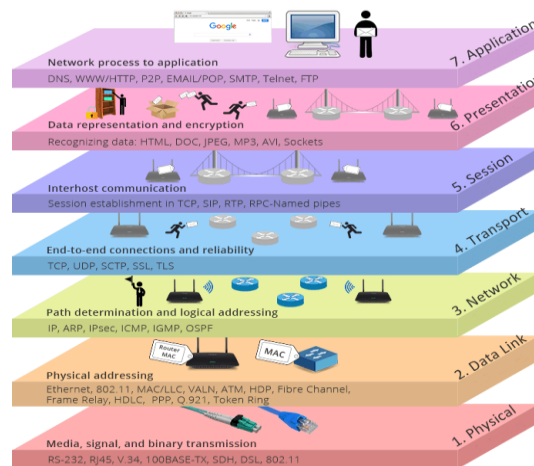 Google
7. Application
Network process to application
DNS, WWW/HTTP, P2P, EMAIL/POP, SMTP, Telnet, FTP
6. Presentation
Data representation and encryption
Recognizing data: HTML, DOC, JPEG, MP3, AVI, Sockets
5. Session
Interhost communication
Session establishment in TCP, SIP, RTP, RPC-Named pipes
4. Transport
End-to-end connections and reliability
TCP, UDP, SCTP, SSL, TLS
3. Network
Path determination and logical addressing
IP, ARP, IPsec, ICMP, IGMP, OSPF
Router
MAC
MAC
2. Data Link
Physical addressing
Ethernet, 802.11, MAC/LLC, VALN, ATM, HDP, Fibre Channel,
Frame Relay, HDLC, PPP, Q.921, Token Ring
1. Physical
Media, signal, and binary transmission
RS-232, RJ45, V.34, 100BASE-TX, SDH, DSL, 802.11